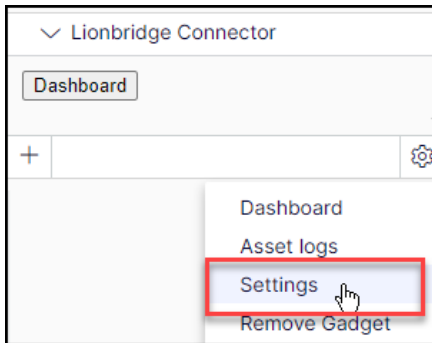 Lionbridge Connector
Dashboard
Dashboard
Asset logs
Settings
Remove Gadget